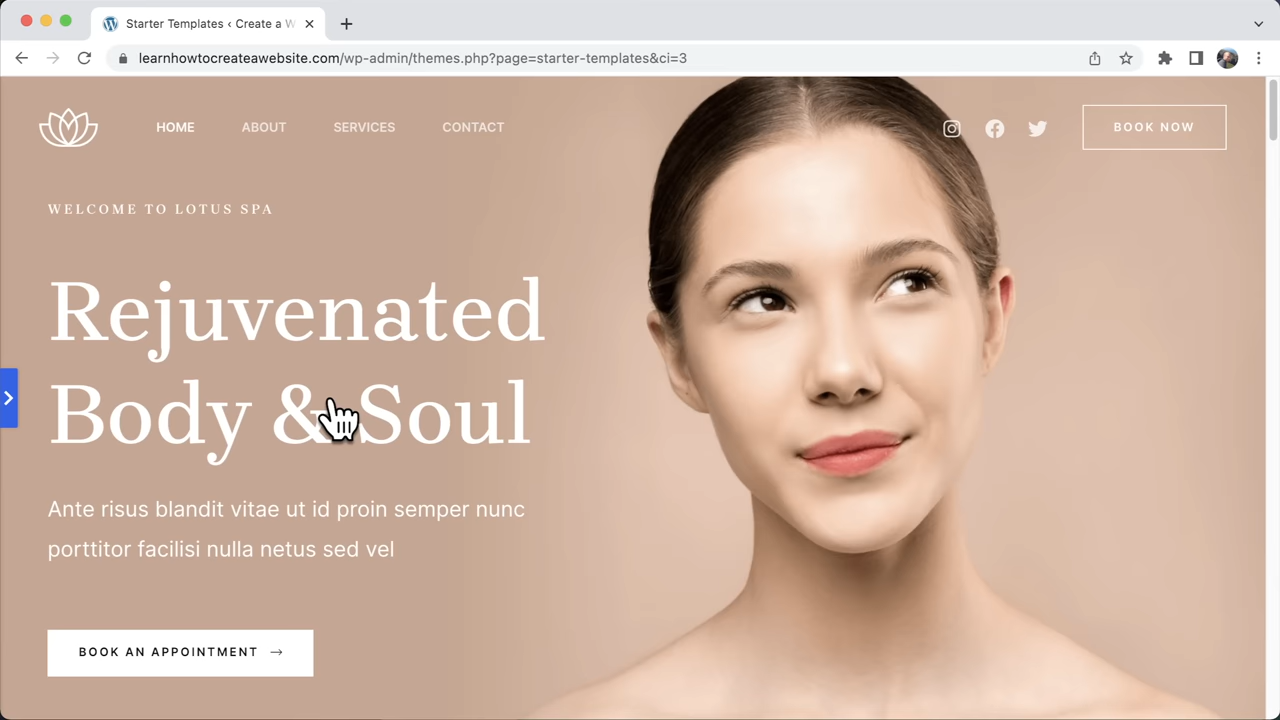 Starter Templates ‹ Create a W
learnhowtocreateawebsite.com/wp-admin/themes.php?page=starter-templates&ci=3
HOME ABOUT SERVICES CONTACT BOOK NOW
WELCOME TO LOTUS SPA
Rejuvenated
Body & Soul
Ante risus blandit vitae ut id proin semper nunc
porttitor facilisi nulla netus sed vel
BOOK AN APPOINTMENT →